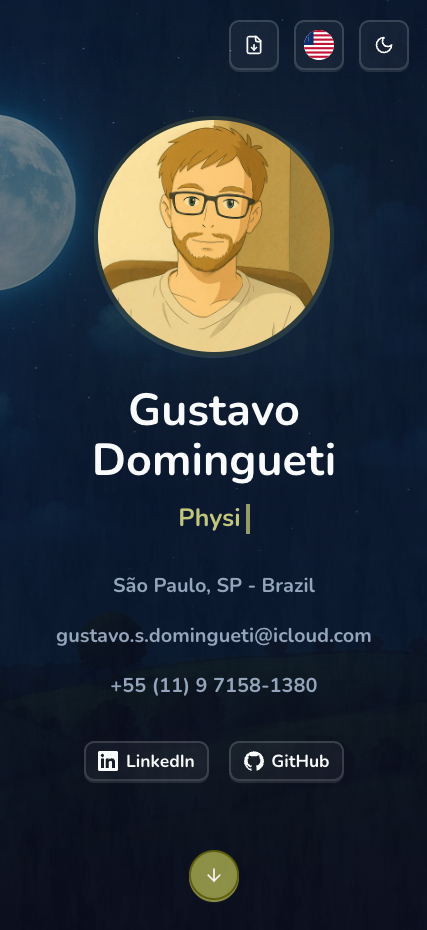 Gustavo
Domingueti
Physi
São Paulo, SP - Brazil
gustavo.s.domingueti@icloud.com
+55 (11) 9 7158-1380
LinkedIn
GitHub